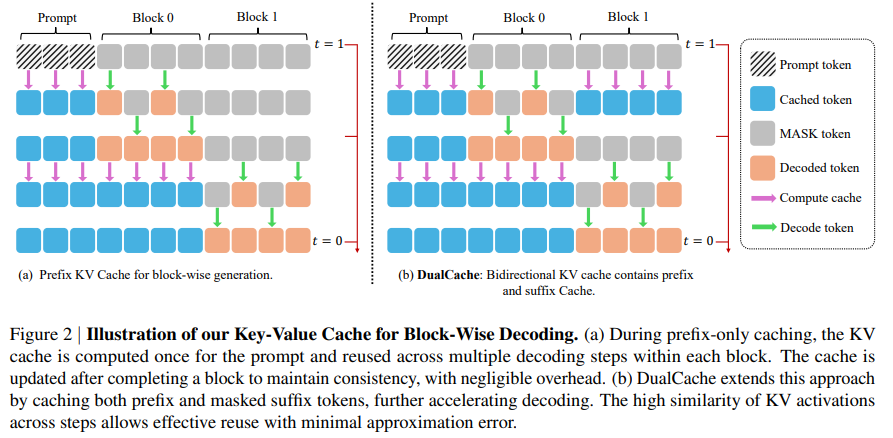 Prompt Block 0 Block 1
t = 1
t = 0
(a) Prefix KV Cache for block-wise generation.
Prompt Block 0 Block 1
t = 1
t = 0
(b) DualCache: Bidirectional KV cache contains prefix
and suffix Cache.
Prompt token
Cached token
MASK token
Decoded token
Compute cache
Decode token
Figure 2 | Illustration of our Key-Value Cache for Block-Wise Decoding. (a) During prefix-only caching, the KV
cache is computed once for the prompt and reused across multiple decoding steps within each block. The cache is
updated after completing a block to maintain consistency, with negligible overhead. (b) DualCache extends this approach
by caching both prefix and masked suffix tokens, further accelerating decoding. The high similarity of KV activations
across steps allows effective reuse with minimal approximation error.